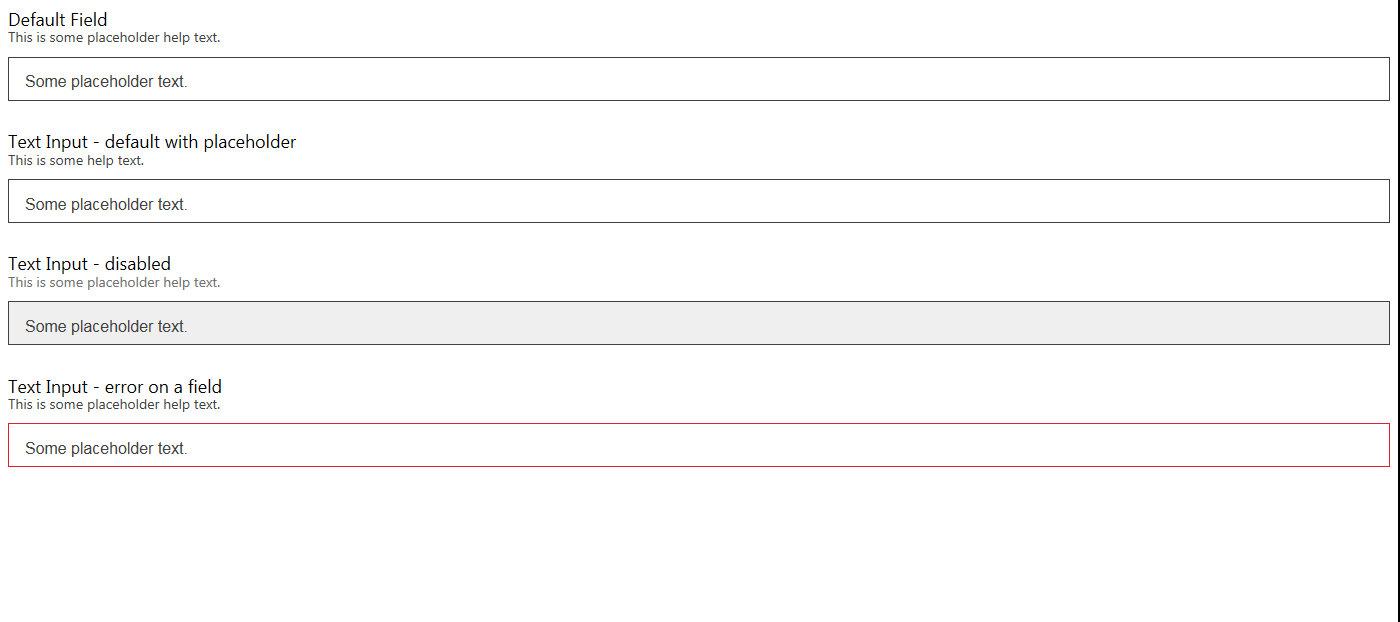 Default Field
This is some placeholder help text.
Some placeholder text.
Text Input - default with placeholder
This is some help text.
Some placeholder text.
Text Input - disabled
This is some placeholder help text.
Some placeholder text.
Text Input - error on a field
This is some placeholder help text.
Some placeholder text.